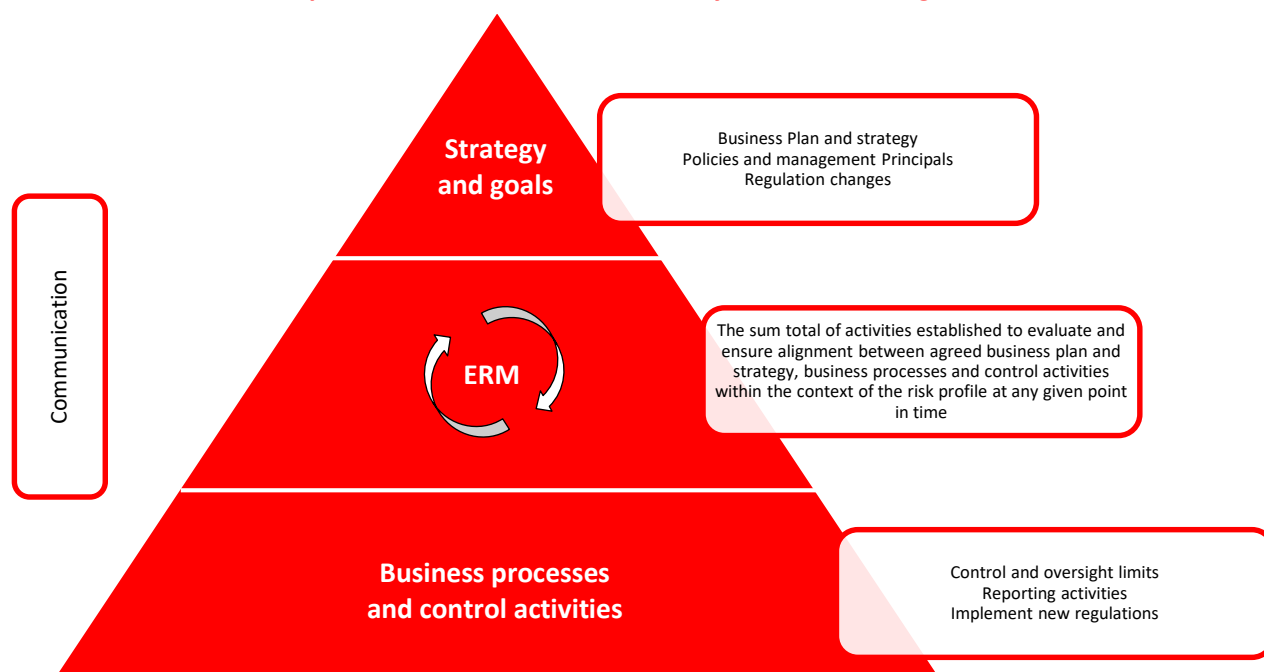 Strategy
and goals
Business Plan and strategy
Policies and management Principals
Regulation changes
Communication
ERM
The sum total of activities established to evaluate and
ensure alignment between agreed business plan and
strategy, business processes and control activities
within the context of the risk profile at any given point
in time
Business processes
and control activities
Control and oversight limits
Reporting activities
Implement new regulations